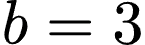 b = 3